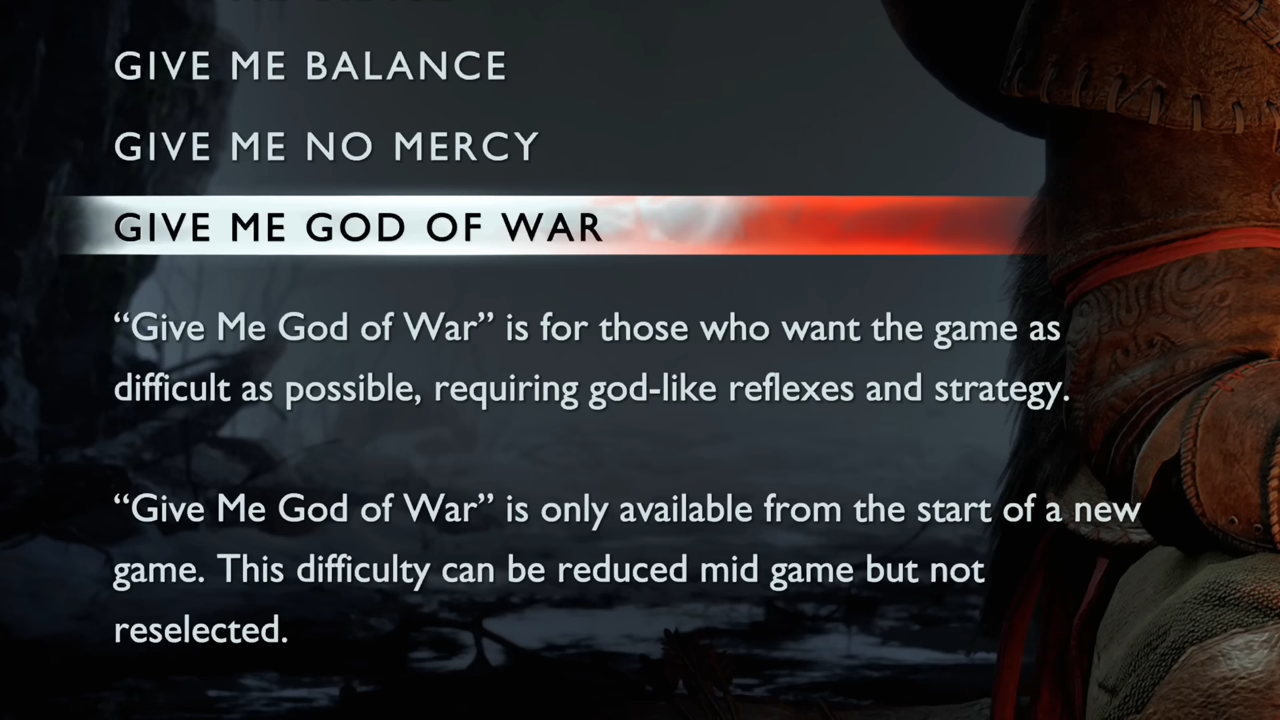 GIVE ME BALANCE
GIVE ME NO MERCY
GIVE ME GOD OF WAR
“Give Me God of War” is for those who want the game as
difficult as possible, requiring god-like reflexes and strategy.
“Give Me God of War” is only available from the start of a new
game. This difficulty can be reduced mid game but not
reselected.